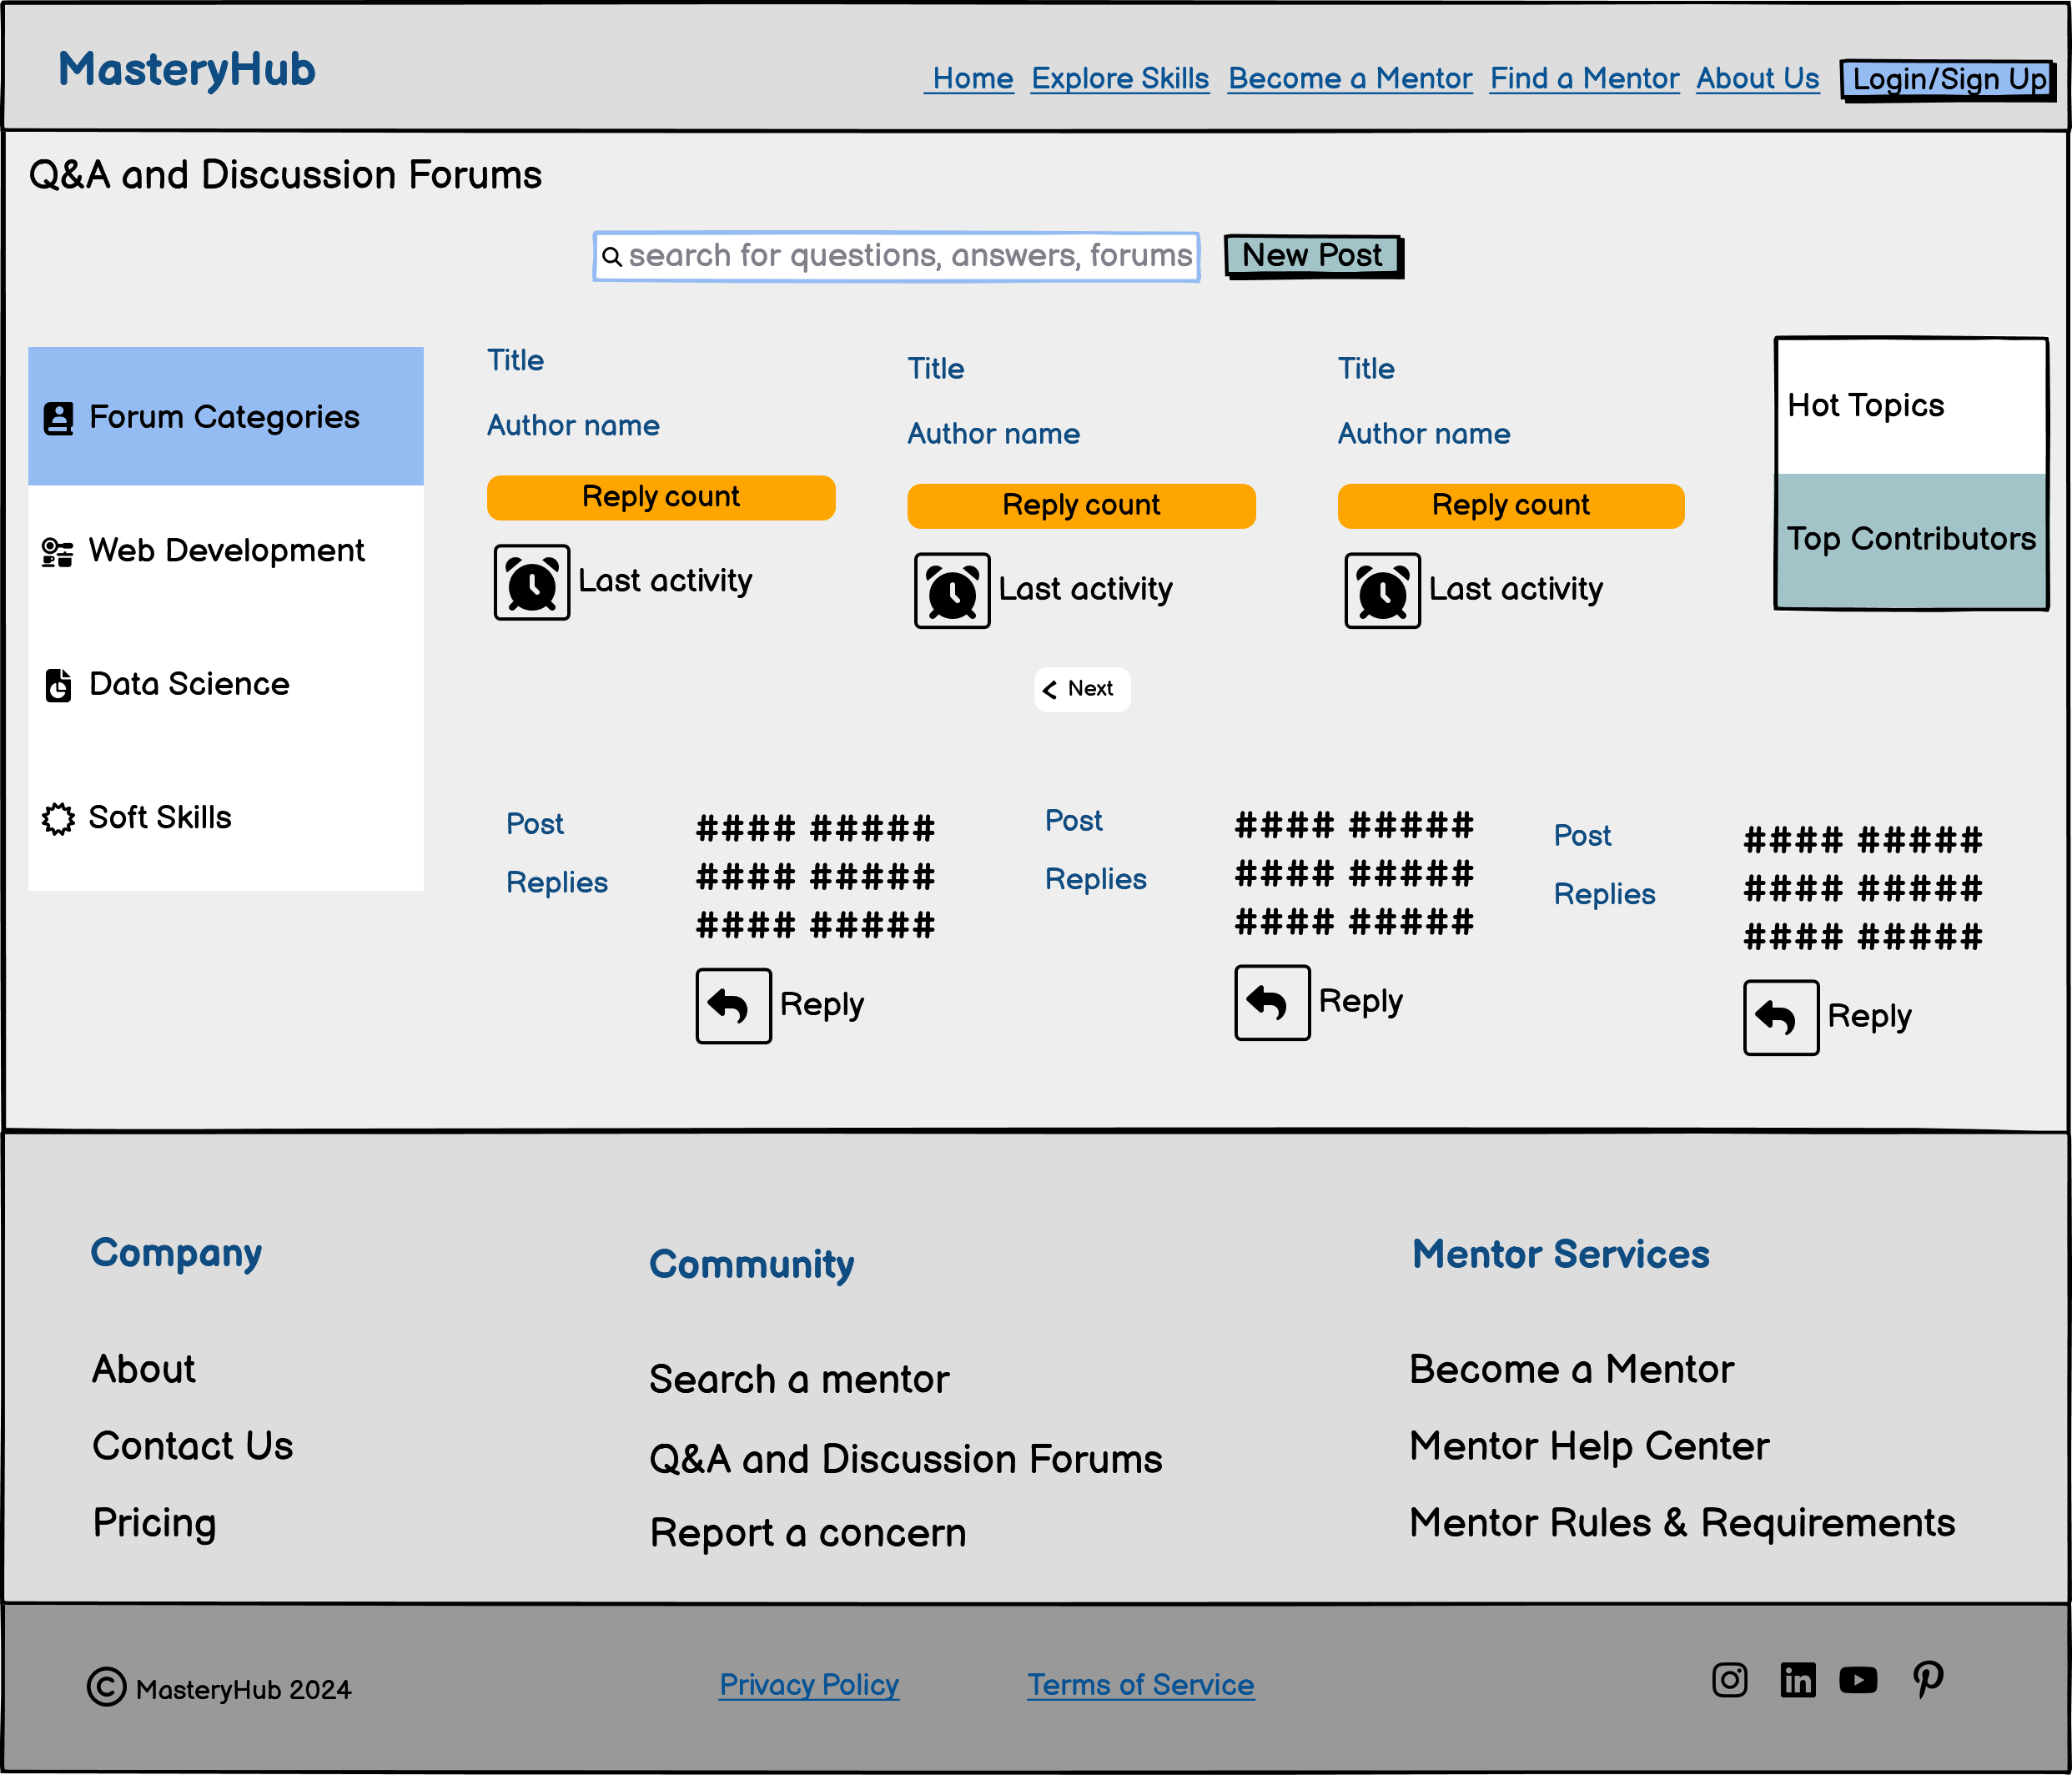 MasteryHub
Home Explore Skills Become a Mentor Find a Mentor About Us Login/Sign Up
Q&A and Discussion Forums
search for questions, answers, forums
New Post
Forum Categories
Web Development
Data Science
Soft Skills
Title
Author name
Reply count
Last activity
Title
Author name
Reply count
Last activity
Title
Author name
Reply count
Last activity
Hot Topics
Top Contributors
Next
Post
Replies
#### #####
#### #####
#### #####
Reply
Post
Replies
#### #####
#### #####
#### #####
Reply
Post
Replies
#### #####
#### #####
#### #####
Reply
Company
About
Contact Us
Pricing
Community
Search a mentor
Q&A and Discussion Forums
Report a concern
Mentor Services
Become a Mentor
Mentor Help Center
Mentor Rules & Requirements
© MasteryHub 2024
Privacy Policy
Terms of Service